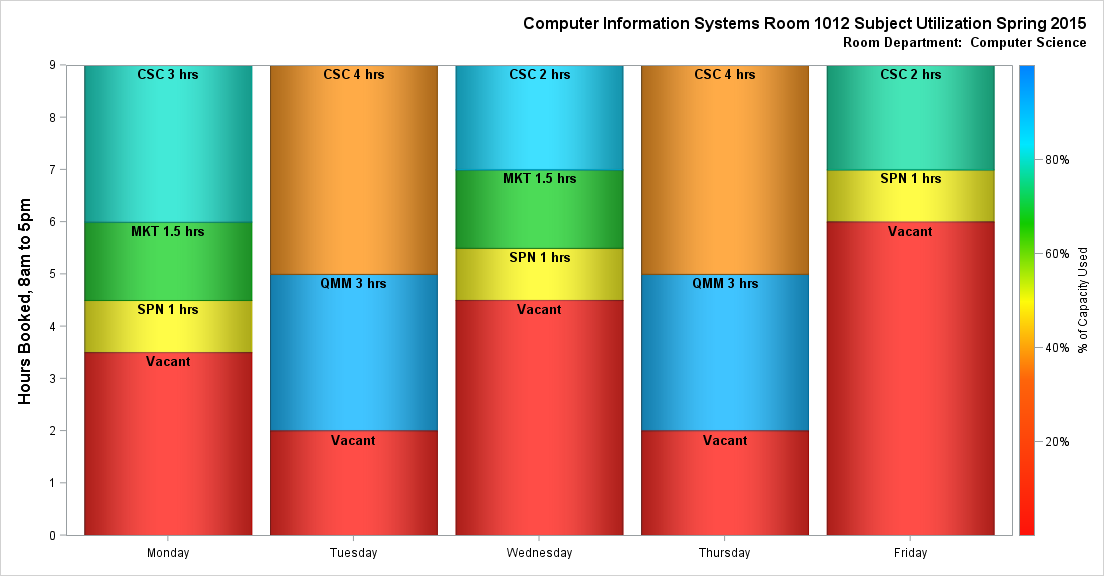 Computer Information Systems Room 1012 Subject Utilization Spring 2015
Room Department:  Computer Science
Hours Booked, 8am to 5pm
9
8
7
6
5
4
3
2
1
0
CSC 3 hrs
MKT 1.5 hrs
SPN 1 hrs
Vacant
CSC 4 hrs
QMM 3 hrs
Vacant
CSC 2 hrs
MKT 1.5 hrs
SPN 1 hrs
Vacant
CSC 4 hrs
QMM 3 hrs
Vacant
CSC 2 hrs
SPN 1 hrs
Vacant
Monday
Tuesday
Wednesday
Thursday
Friday
80%
60%
40%
20%
% of Capacity Used